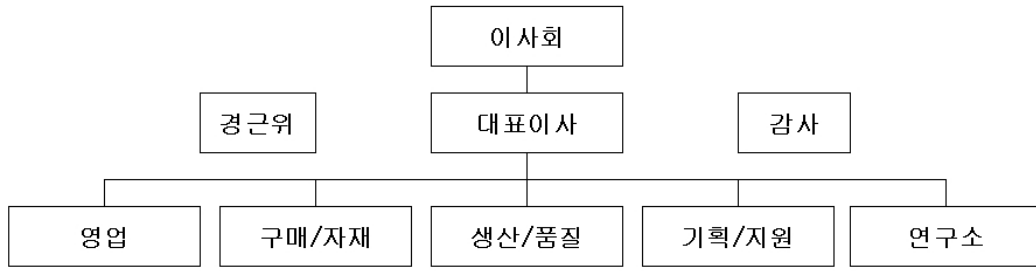 이사회
경근위
대표이사
감사
영업
구매/자재
생산/품질
기획/지원
연구소